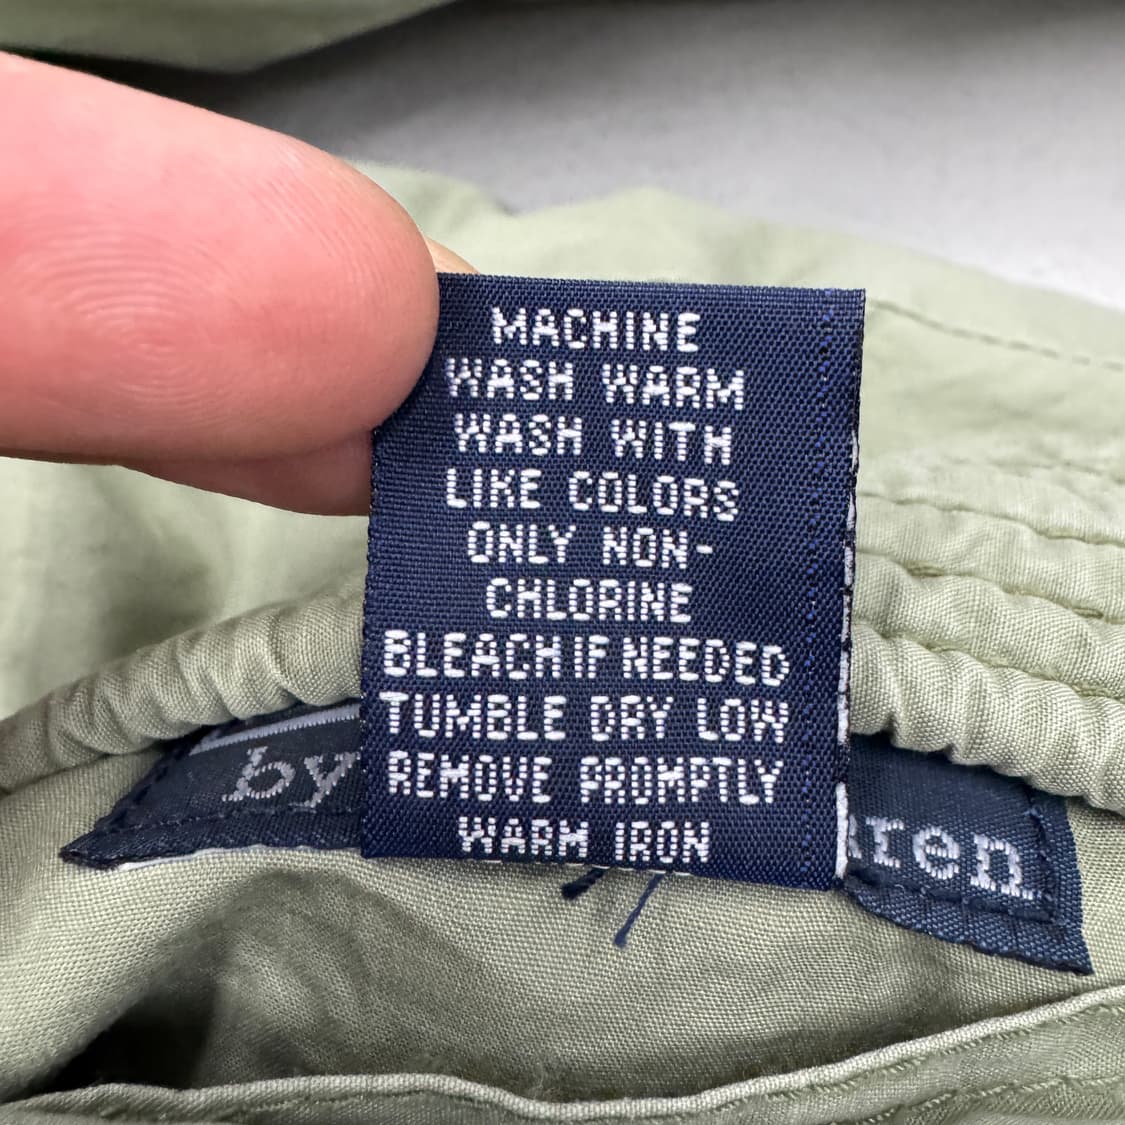 MACHINE
WASH WARM
WASH WITH
LIKE COLORS
ONLY NON-
CHLORINE
BLEACH IF NEEDED
TUMBLE DRY LOW
REMOVE PROMPTLY
WARM IRON
by
ren